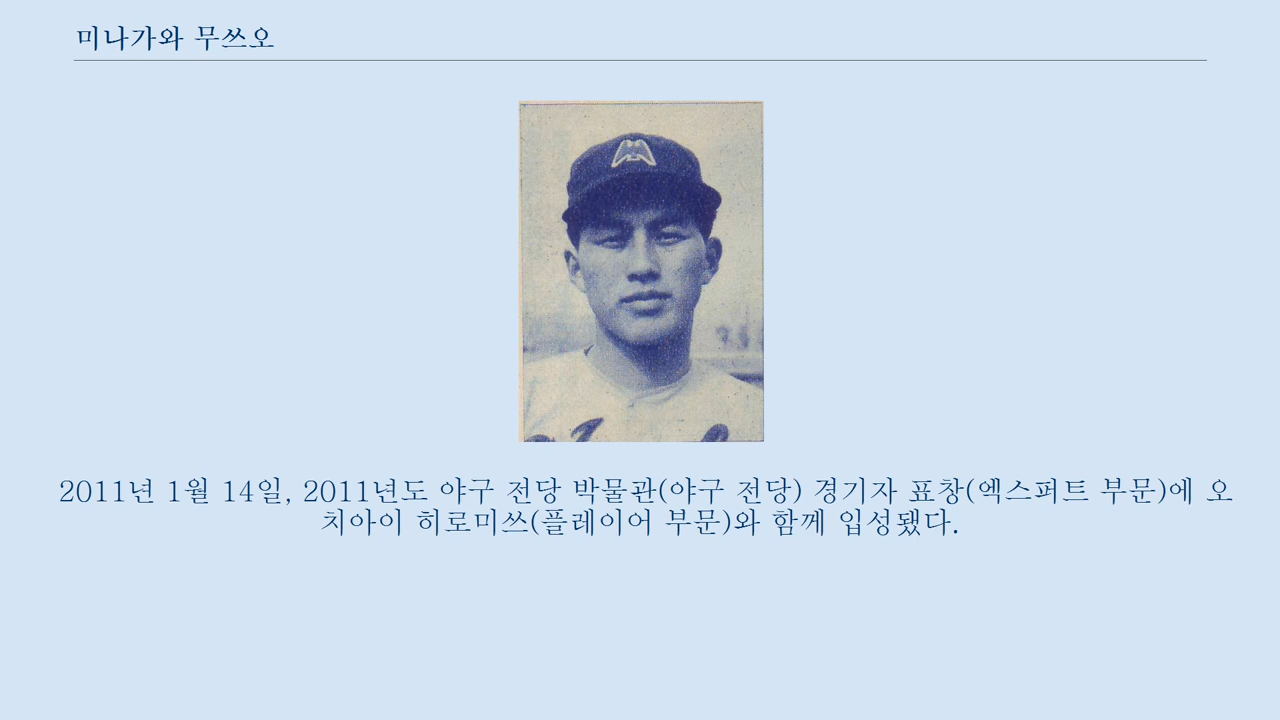 미나가와 무쓰오
2011년 1월 14일, 2011년도 야구 전당 박물관(야구 전당) 경기자 표창(엑스퍼트 부문)에 오
치아이 히로미쓰(플레이어 부문)와 함께 입성됐다.